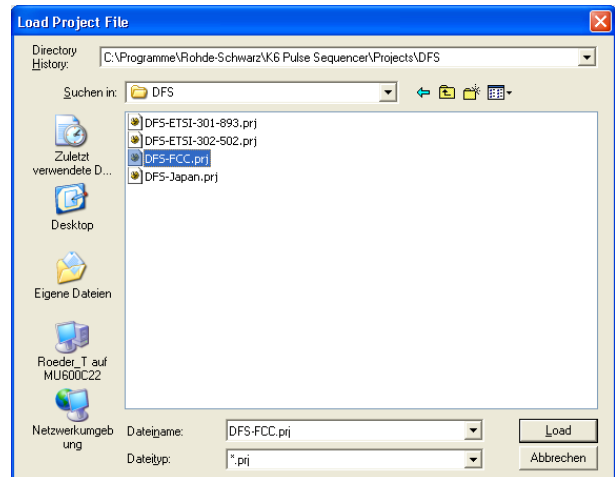 Load Project File
Directory
History:
C:\Programme\Rohde-Schwarz\K6 Pulse Sequencer\Projects\DFS
Suchen in:
DFS
DFS-ETSI-301-893.prj
DFS-ETSI-302-502.prj
DFS-FCC.prj
DFS-Japan.prj
Zuletzt
verwendete D...
Desktop
Eigene Dateien
Roeder_T auf
MU600C22
Netzwerkumgeb
ung
Dateiname:
DFS-FCC.prj
Load
Dateityp:
*.prj
Abbrechen